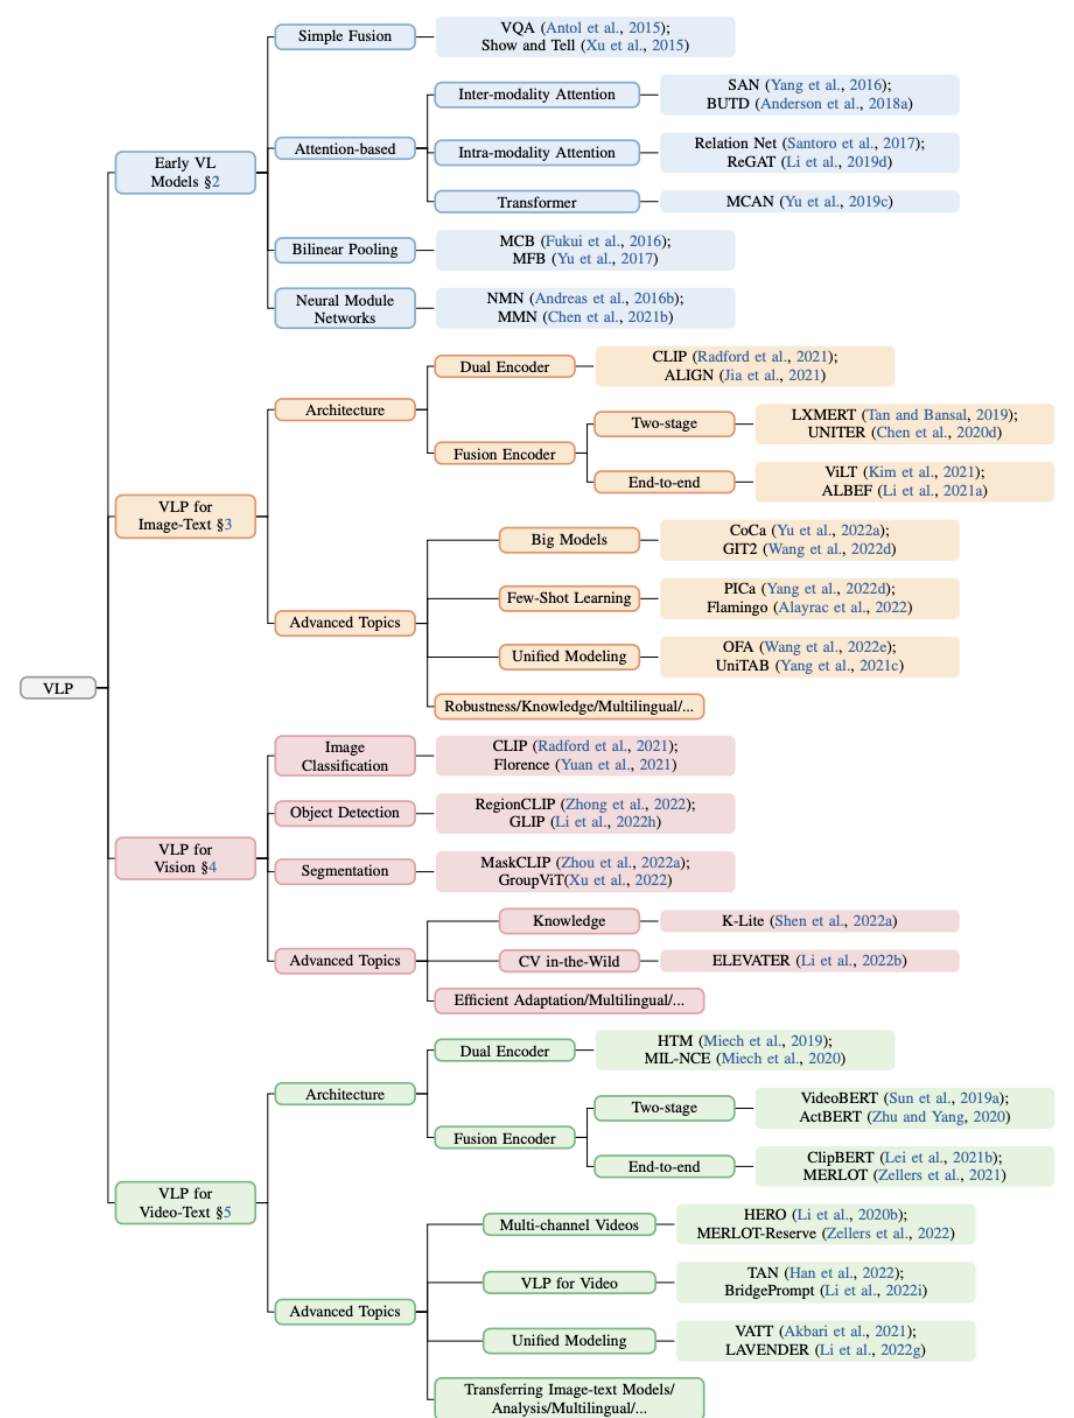 Simple Fusion
VQA (Antol et al., 2015);
Show and Tell (Xu et al., 2015)
Inter-modality Attention
SAN (Yang et al., 2016);
BUTD (Anderson et al., 2018a)
Attention-based
Intra-modality Attention
Relation Net (Santoro et al., 2017);
ReGAT (Li et al., 2019d)
Early VL
Models §2
Transformer
MCAN (Yu et al., 2019c)
Bilinear Pooling
MCB (Fukui et al., 2016);
MFB (Yu et al., 2017)
Neural Module
Networks
NMN (Andreas et al., 2016b);
MMN (Chen et al., 2021b)
Dual Encoder
CLIP (Radford et al., 2021);
ALIGN (Jia et al., 2021)
Architecture
Two-stage
LXMERT (Tan and Bansal, 2019);
UNITER (Chen et al., 2020d)
Fusion Encoder
End-to-end
ViLT (Kim et al., 2021);
ALBEF (Li et al., 2021a)
VLP for
Image-Text §3
Big Models
CoCa (Yu et al., 2022a);
GIT2 (Wang et al., 2022d)
Few-Shot Learning
PICa (Yang et al., 2022d);
Flamingo (Alayrac et al., 2022)
Advanced Topics
Unified Modeling
OFA (Wang et al., 2022e);
UniTAB (Yang et al., 2021c)
Robustness/Knowledge/Multilingual/...
VLP
Image
Classification
CLIP (Radford et al., 2021);
Florence (Yuan et al., 2021)
Object Detection
RegionCLIP (Zhong et al., 2022);
GLIP (Li et al., 2022h)
VLP for
Vision §4
Segmentation
MaskCLIP (Zhou et al., 2022a);
GroupViT(Xu et al., 2022)
Knowledge
K-Lite (Shen et al., 2022a)
Advanced Topics
CV in-the-Wild
ELEVATER (Li et al., 2022b)
Efficient Adaptation/Multilingual/...
Dual Encoder
HTM (Miech et al., 2019);
MIL-NCE (Miech et al., 2020)
Architecture
Two-stage
VideoBERT (Sun et al., 2019a);
ActBERT (Zhu and Yang, 2020)
Fusion Encoder
End-to-end
ClipBERT (Lei et al., 2021b);
MERLOT (Zellers et al., 2021)
VLP for
Video-Text §5
Multi-channel Videos
HERO (Li et al., 2020b);
MERLOT-Reserve (Zellers et al., 2022)
VLP for Video
TAN (Han et al., 2022);
BridgePrompt (Li et al., 2022i)
Advanced Topics
Unified Modeling
VATT (Akbari et al., 2021);
LAVENDER (Li et al., 2022g)
Transferring Image-text Models/
Analysis/Multilingual/...